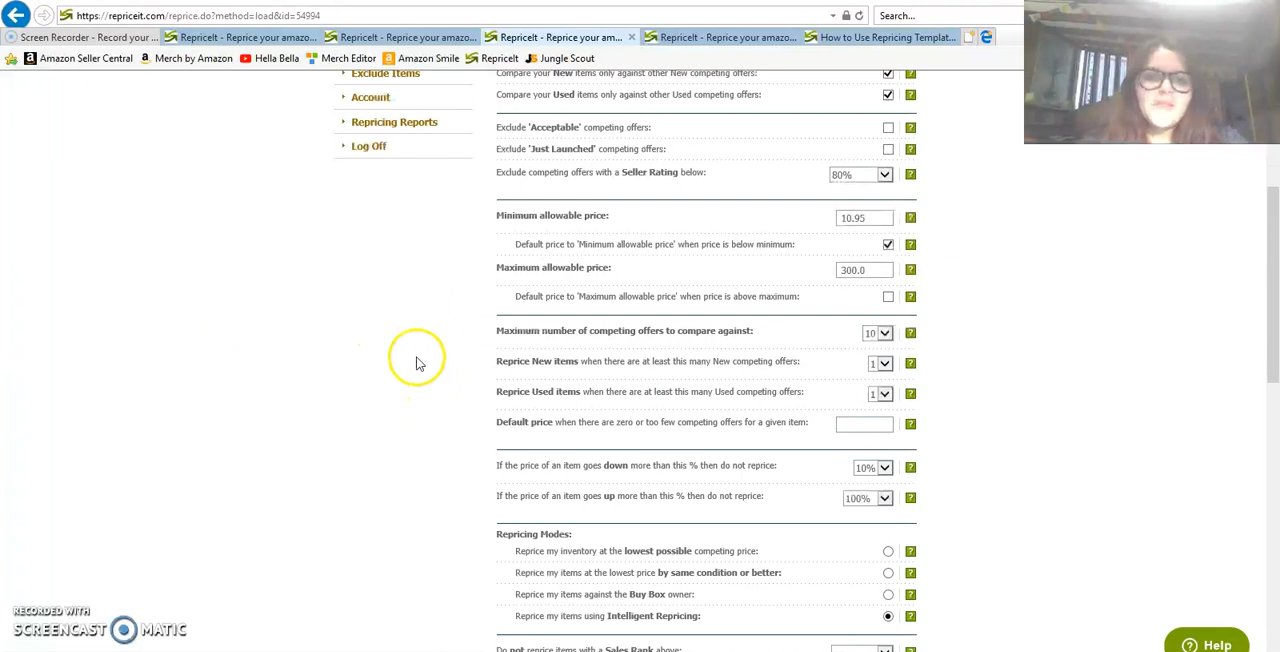 https://repriceit.com/reprice.do?method=load&id=54994
Search...
Screen Recorder - Record your ...
RepriceIt - Reprice your amazo...
RepriceIt - Reprice your amazo...
RepriceIt - Reprice your am...
RepriceIt - Reprice your amazo...
How to Use Repricing Templat...
Amazon Seller Central
Merch by Amazon
Hella Bella
Merch Editor
Amazon Smile
RepriceIt
Jungle Scout
Exclude Items
Account
Repricing Reports
Log Off
Compare your New items only against other New competing offers:
Compare your Used items only against other Used competing offers:
Exclude 'Acceptable' competing offers:
Exclude 'Just Launched' competing offers:
Exclude competing offers with a Seller Rating below: 80%
Minimum allowable price: 10.95
Default price to 'Minimum allowable price' when price is below minimum:
Maximum allowable price: 300.0
Default price to 'Maximum allowable price' when price is above maximum:
Maximum number of competing offers to compare against: 10
Reprice New items when there are at least this many New competing offers: 1
Reprice Used items when there are at least this many Used competing offers: 1
Default price when there are zero or too few competing offers for a given item:
If the price of an item goes down more than this % then do not reprice: 10%
If the price of an item goes up more than this % then do not reprice: 100%
Repricing Modes:
Reprice my inventory at the lowest possible competing price:
Reprice my items at the lowest price by same condition or better:
Reprice my items against the Buy Box owner:
Reprice my items using Intelligent Repricing:
Do not reprice items with a Sales Rank above:
RECORDED WITH
SCREENCAST MATIC
Help